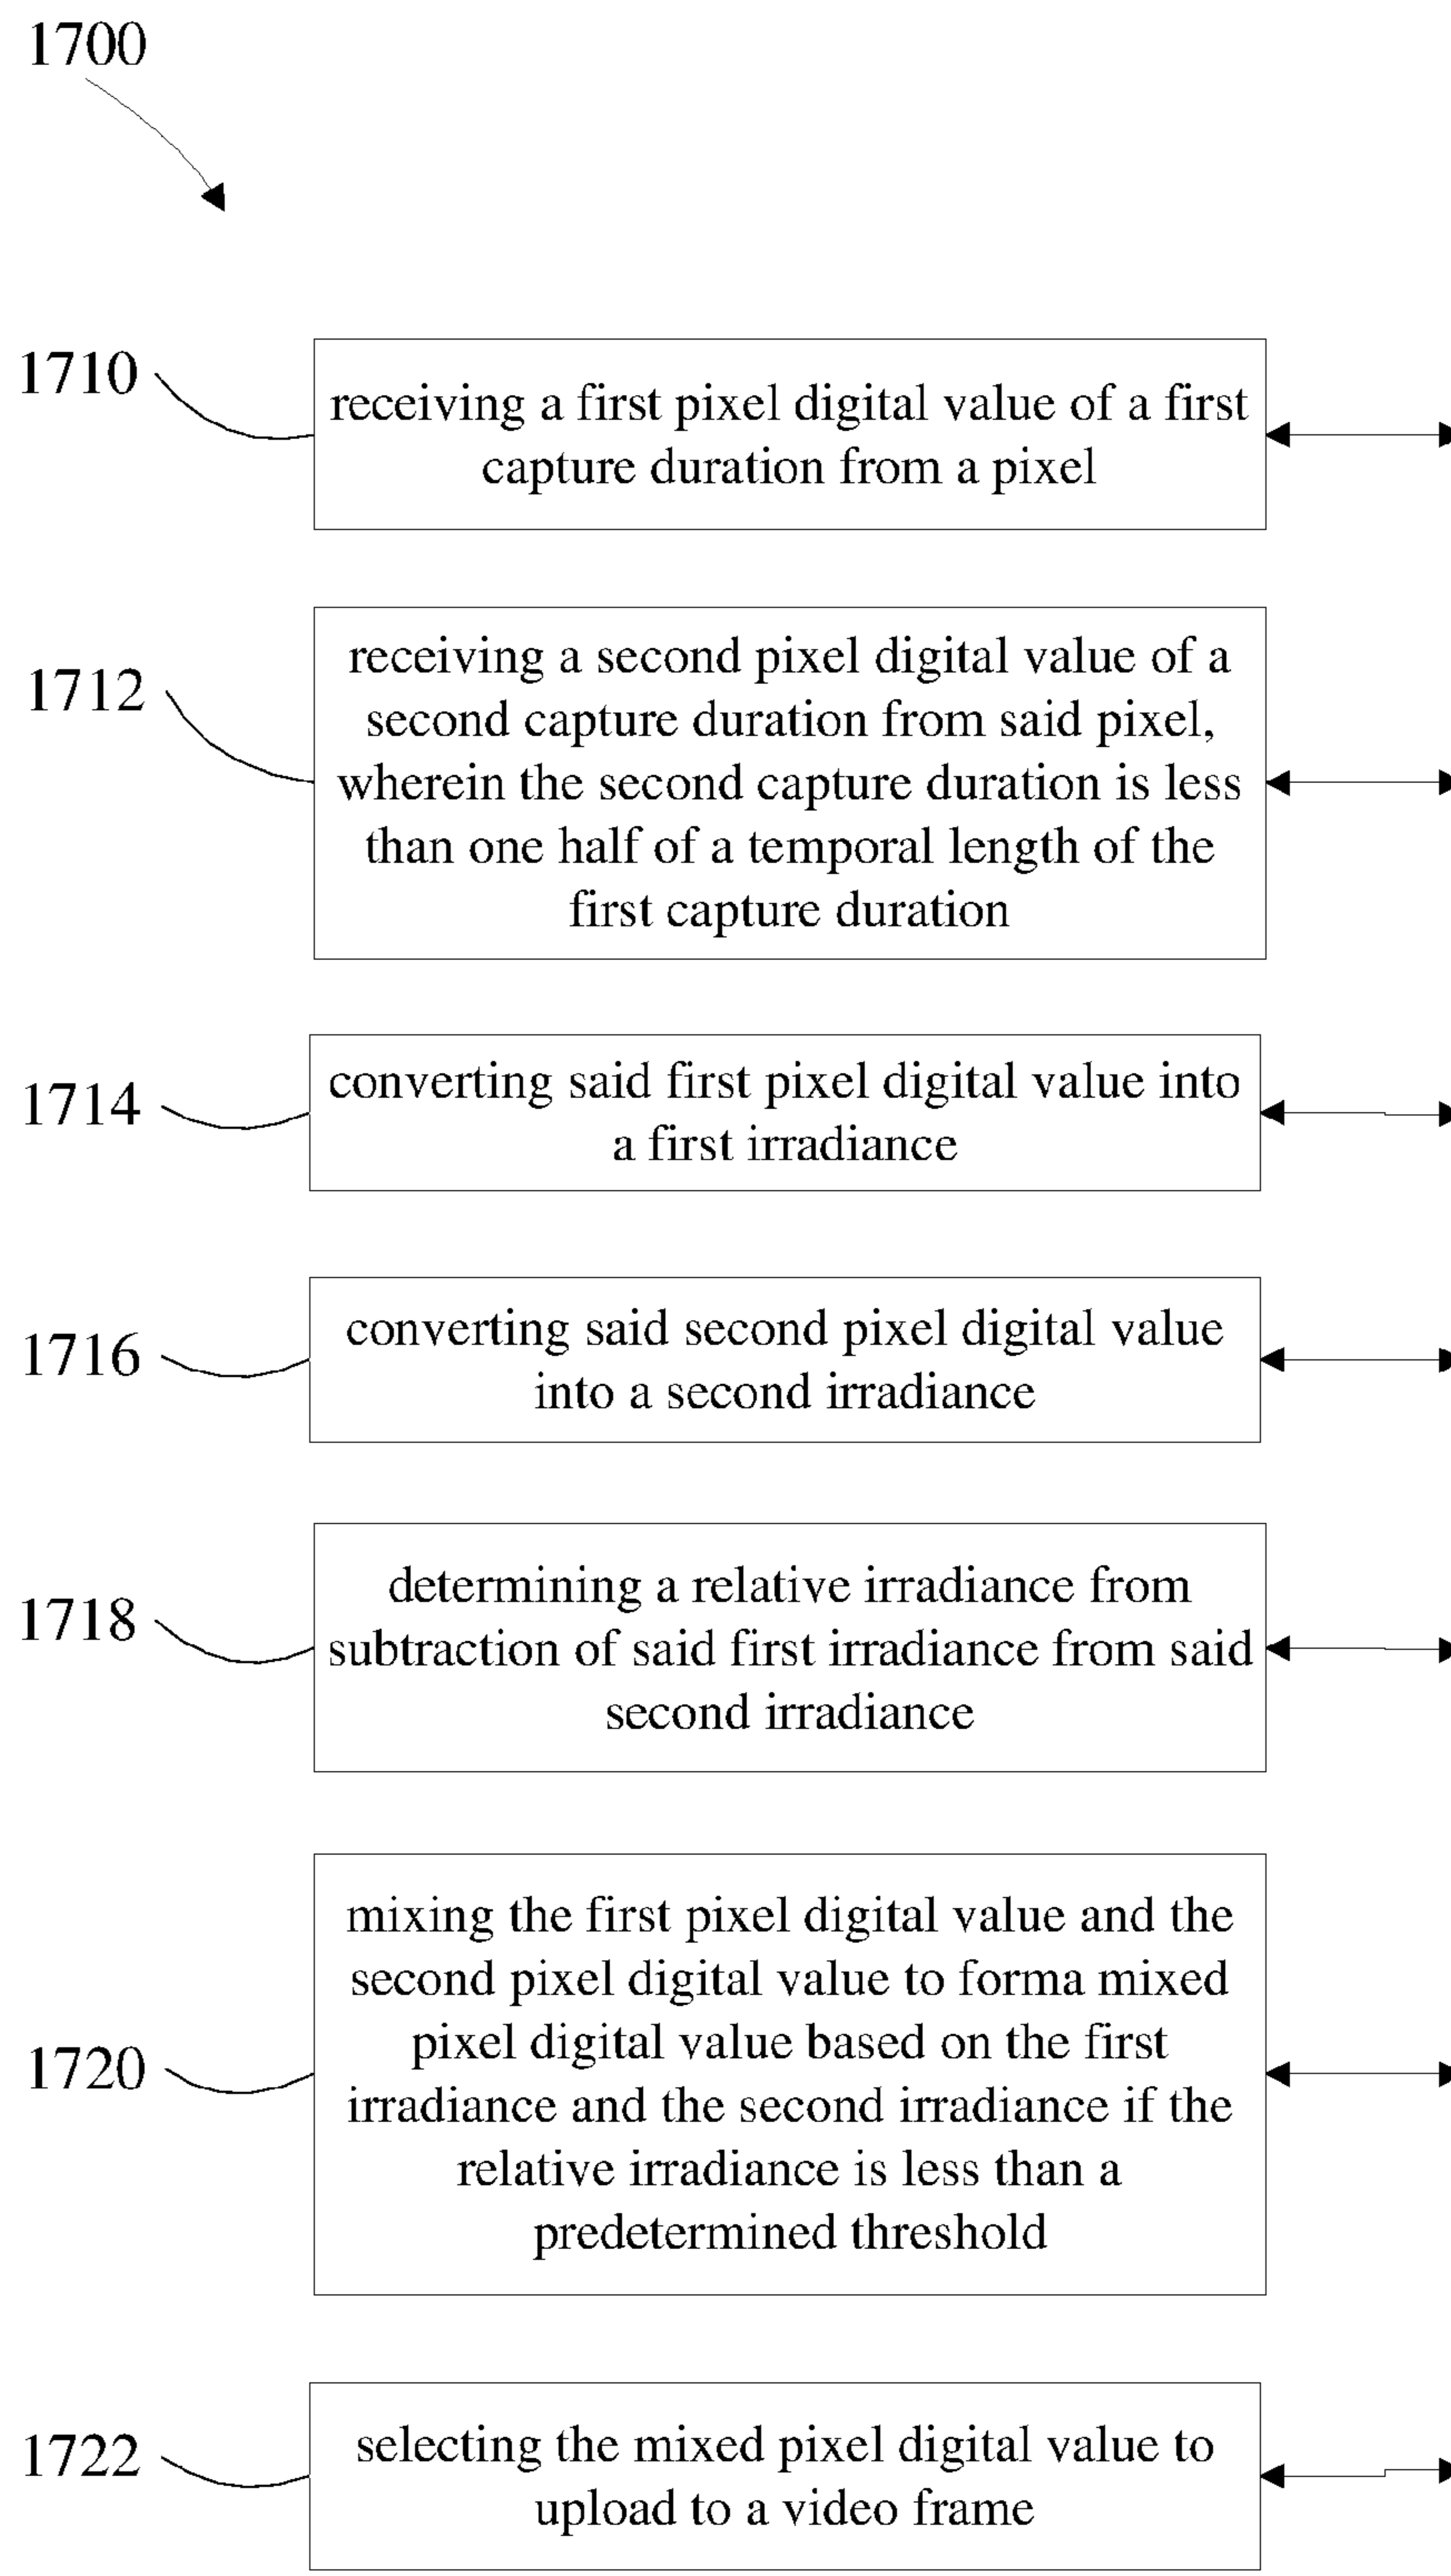 1700
1710
receiving a first pixel digital value of a first
capture duration from a pixel
1712
receiving a second pixel digital value of a
second capture duration from said pixel,
wherein the second capture duration is less
than one half of a temporal length of the
first capture duration
1714
converting said first pixel digital value into
a first irradiance
1716
converting said second pixel digital value
into a second irradiance
1718
determining a relative irradiance from
subtraction of said first irradiance from said
second irradiance
1720
mixing the first pixel digital value and the
second pixel digital value to forma mixed
pixel digital value based on the first
irradiance and the second irradiance if the
relative irradiance is less than a
predetermined threshold
1722
selecting the mixed pixel digital value to
upload to a video frame